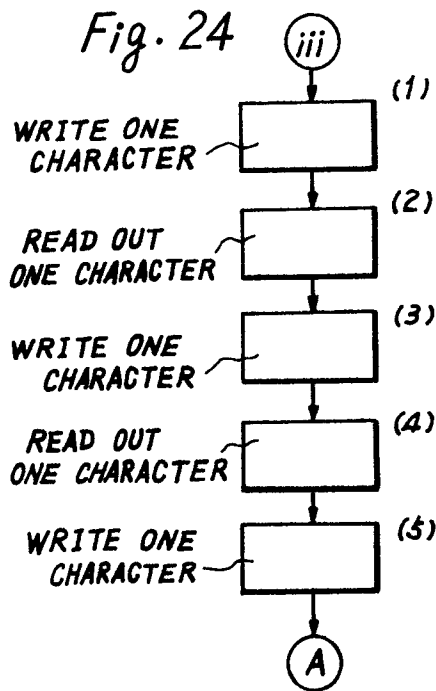 Fig. 24
iii
(1)
WRITE ONE
CHARACTER
(2)
READ OUT
ONE CHARACTER
(3)
WRITE ONE
CHARACTER
(4)
READ OUT
ONE CHARACTER
(5)
WRITE ONE
CHARACTER
A